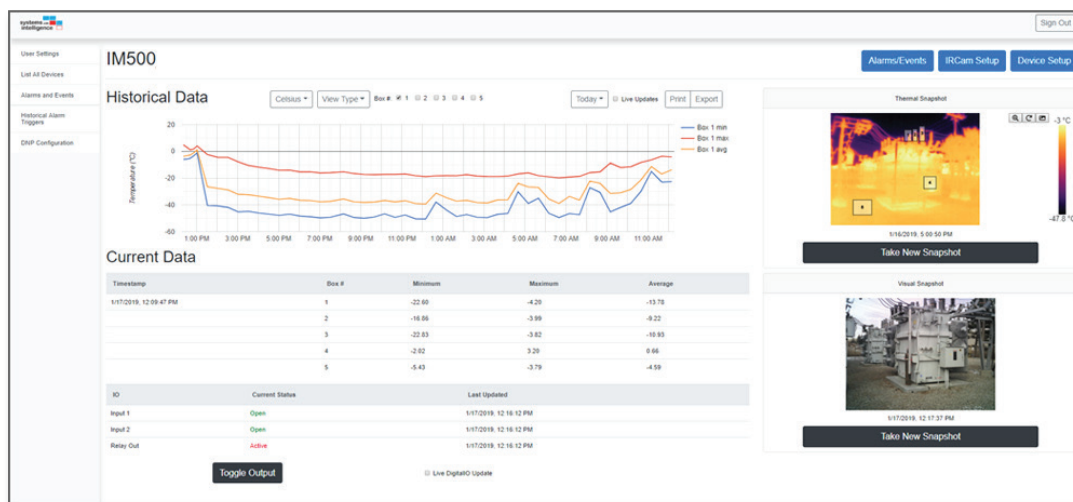 systems with intelligence
Sign Out
User Settings
List All Devices
Alarms and Events
Historical Alarm
Triggers
DNP Configuration
IM500
Alarms/Events
IRCam Setup
Device Setup
Historical Data
Celsius
View Type
Box #:
1
2
3
4
5
Today
Live Updates
Print
Export
Temperature (°C)
20
0
-20
-40
-60
1:00 PM
3:00 PM
5:00 PM
7:00 PM
9:00 PM
11:00 PM
1:00 AM
3:00 AM
5:00 AM
7:00 AM
9:00 AM
11:00 AM
Box 1 min
Box 1 max
Box 1 avg
Thermal Snapshot
-3 °C
-47.8 °C
1/16/2019, 5:00:50 PM
Take New Snapshot
Current Data
Timestamp Box # Minimum Maximum Average
1/17/2019, 12:09:47 PM 1 -22.60 -4.20 -13.78
2 -16.86 -3.99 -9.22
3 -22.83 -3.82 -10.93
4 -2.02 3.20 0.66
5 -5.43 -3.79 -4.59
IO Current Status Last Updated
Input 1 Open 1/17/2019, 12:16:12 PM
Input 2 Open 1/17/2019, 12:16:12 PM
Relay Out Active 1/17/2019, 12:16:12 PM
Toggle Output
Live DigitalIO Update
Visual Snapshot
1/17/2019, 12:17:37 PM
Take New Snapshot